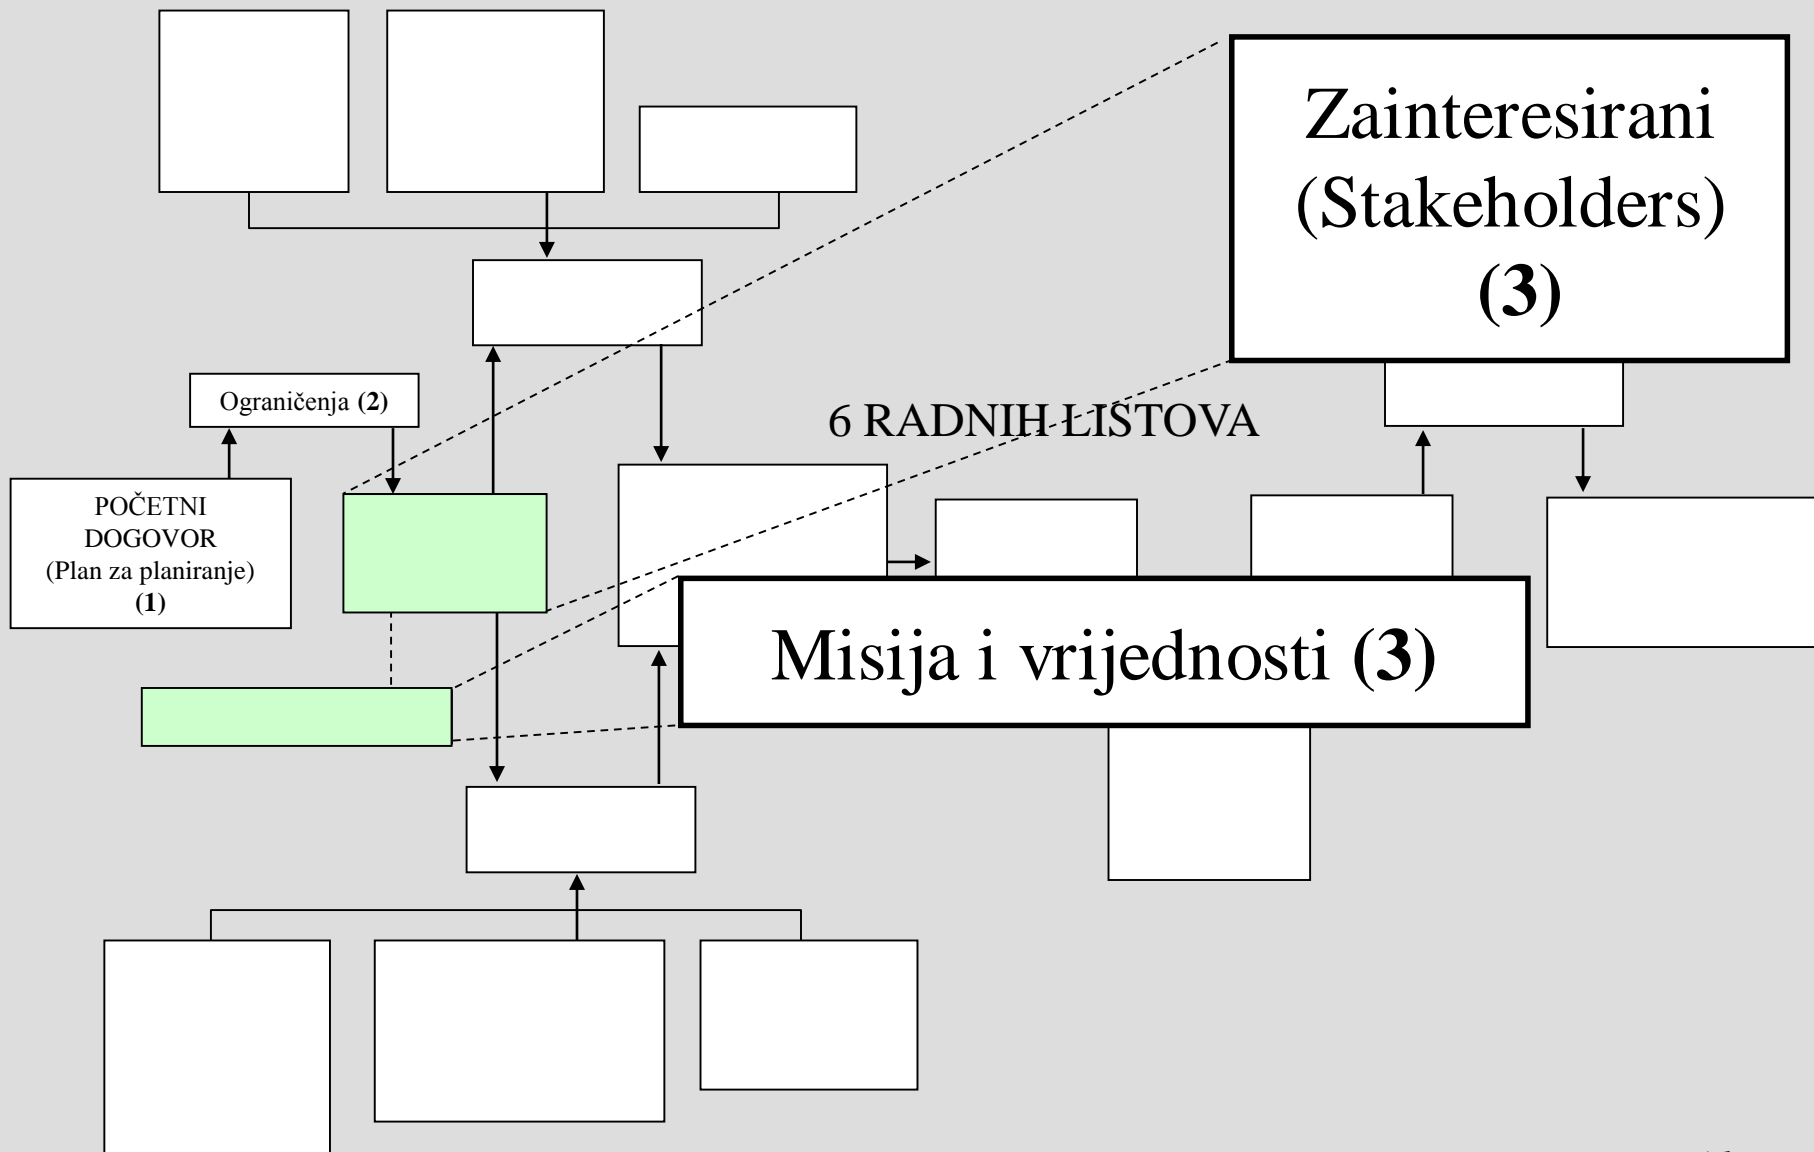 Zainteresirani
(Stakeholders)
(3)
Ograničenja (2)
6 RADNIH LISTOVA
POČETNI
DOGOVOR
(Plan za planiranje)
(1)
Misija i vrijednosti (3)